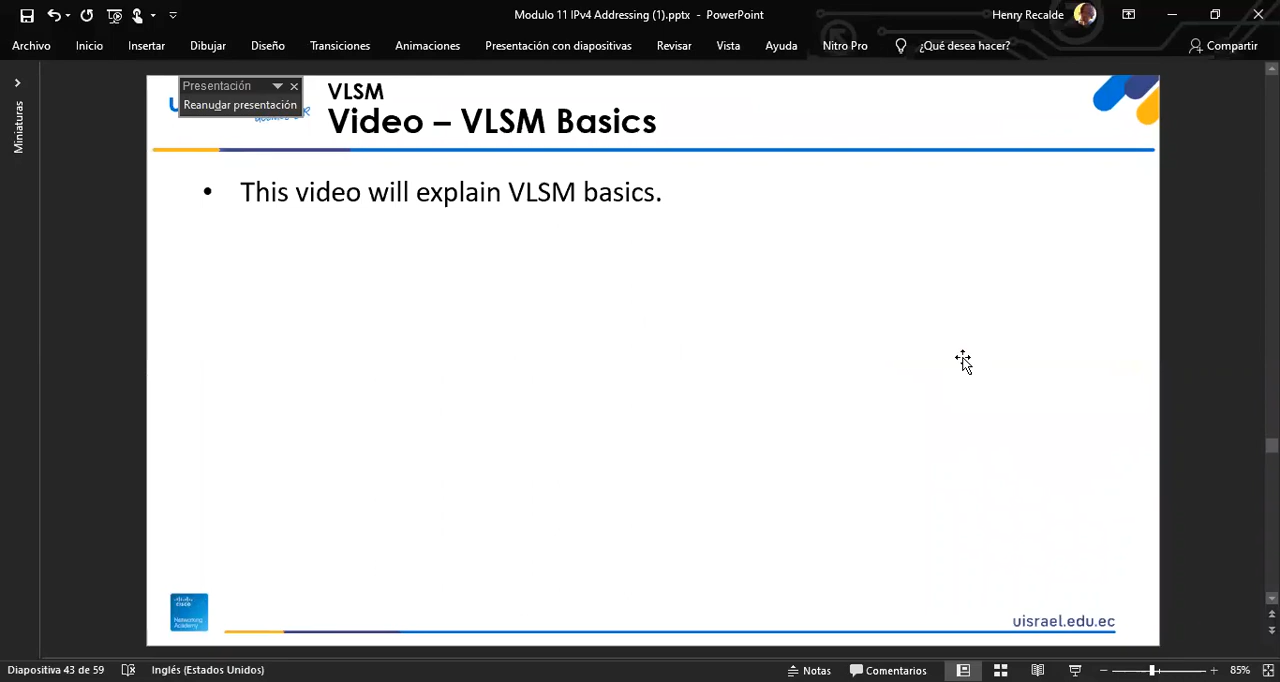 Modulo 11 IPv4 Addressing (1).pptx - PowerPoint
Henry Recalde
Archivo Inicio Insertar Dibujar Diseño Transiciones Animaciones Presentación con diapositivas Revisar Vista Ayuda Nitro Pro ¿Qué desea hacer? Compartir
Miniaturas
Presentación
Reanudar presentación
VLSM
Video – VLSM Basics
• This video will explain VLSM basics.
cisco
Networking
Academy
uisrael.edu.ec
Diapositiva 43 de 59 Inglés (Estados Unidos) Notas Comentarios 85%